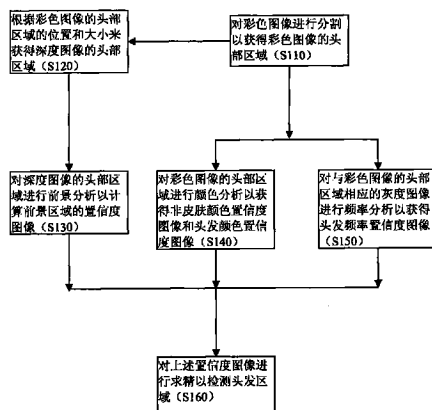 根据彩色图像的头部
区域的位置和大小米
获得深度图像的头部
区域（S120）
对彩色图像进行分割
以获得彩色图像的头
部区域（S110）
对深度图像的头部区
域进行前景分析以计
算前景区域的置信度
图像（S130）
对彩色图像的头部区
域进行颜色分析以获
得非皮肤颜色置信度
图像和头发颜色置信
度图像（S140）
对与彩色图像的头部
区域相应的灰度图像
进行频率分析以获得
头发频率置信度图像
（S150）
对上述置信度图像进
行求精以检测头发区
域（S160）